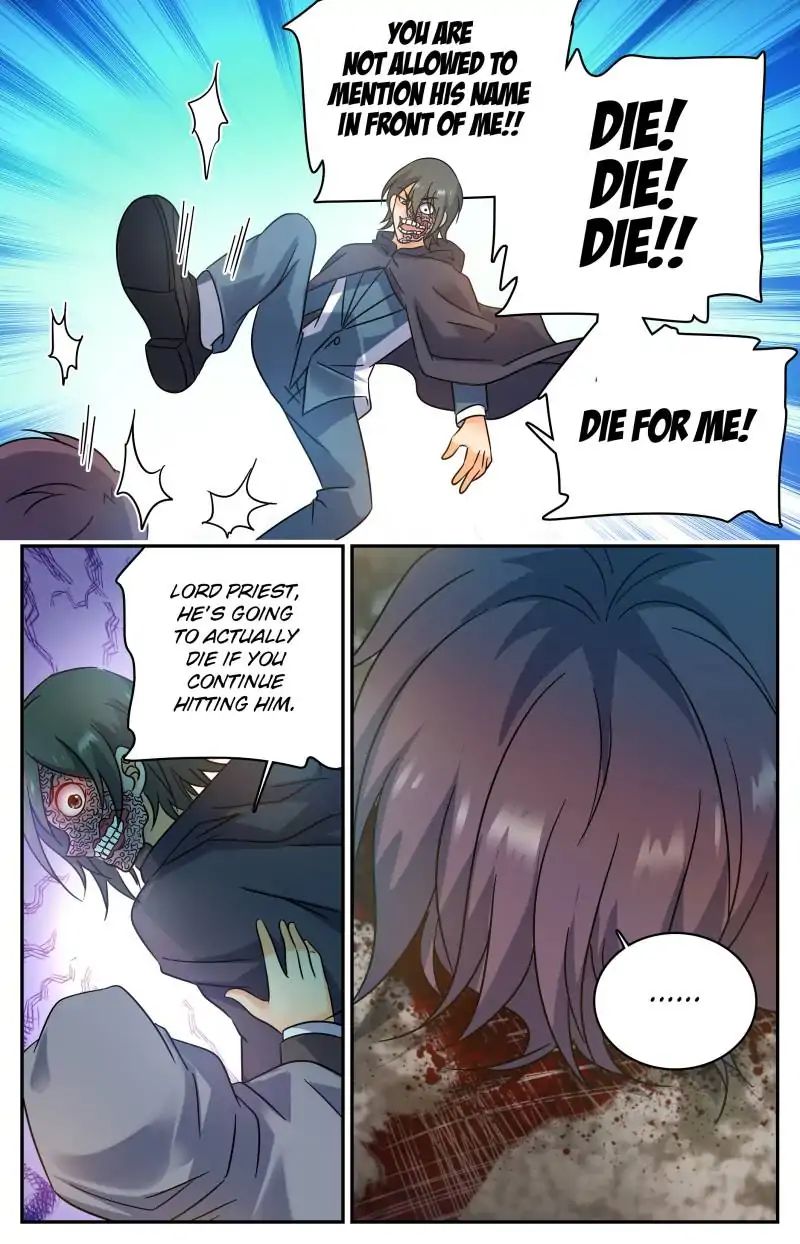 YOU ARE
NOT ALLOWED TO
MENTION HIS NAME
IN FRONT OF ME!!
DIE!
DIE!
DIE!!
DIE FOR ME!
LORD PRIEST,
HE'S GOING
TO ACTUALLY
DIE IF YOU
CONTINUE
HITTING HIM.
......